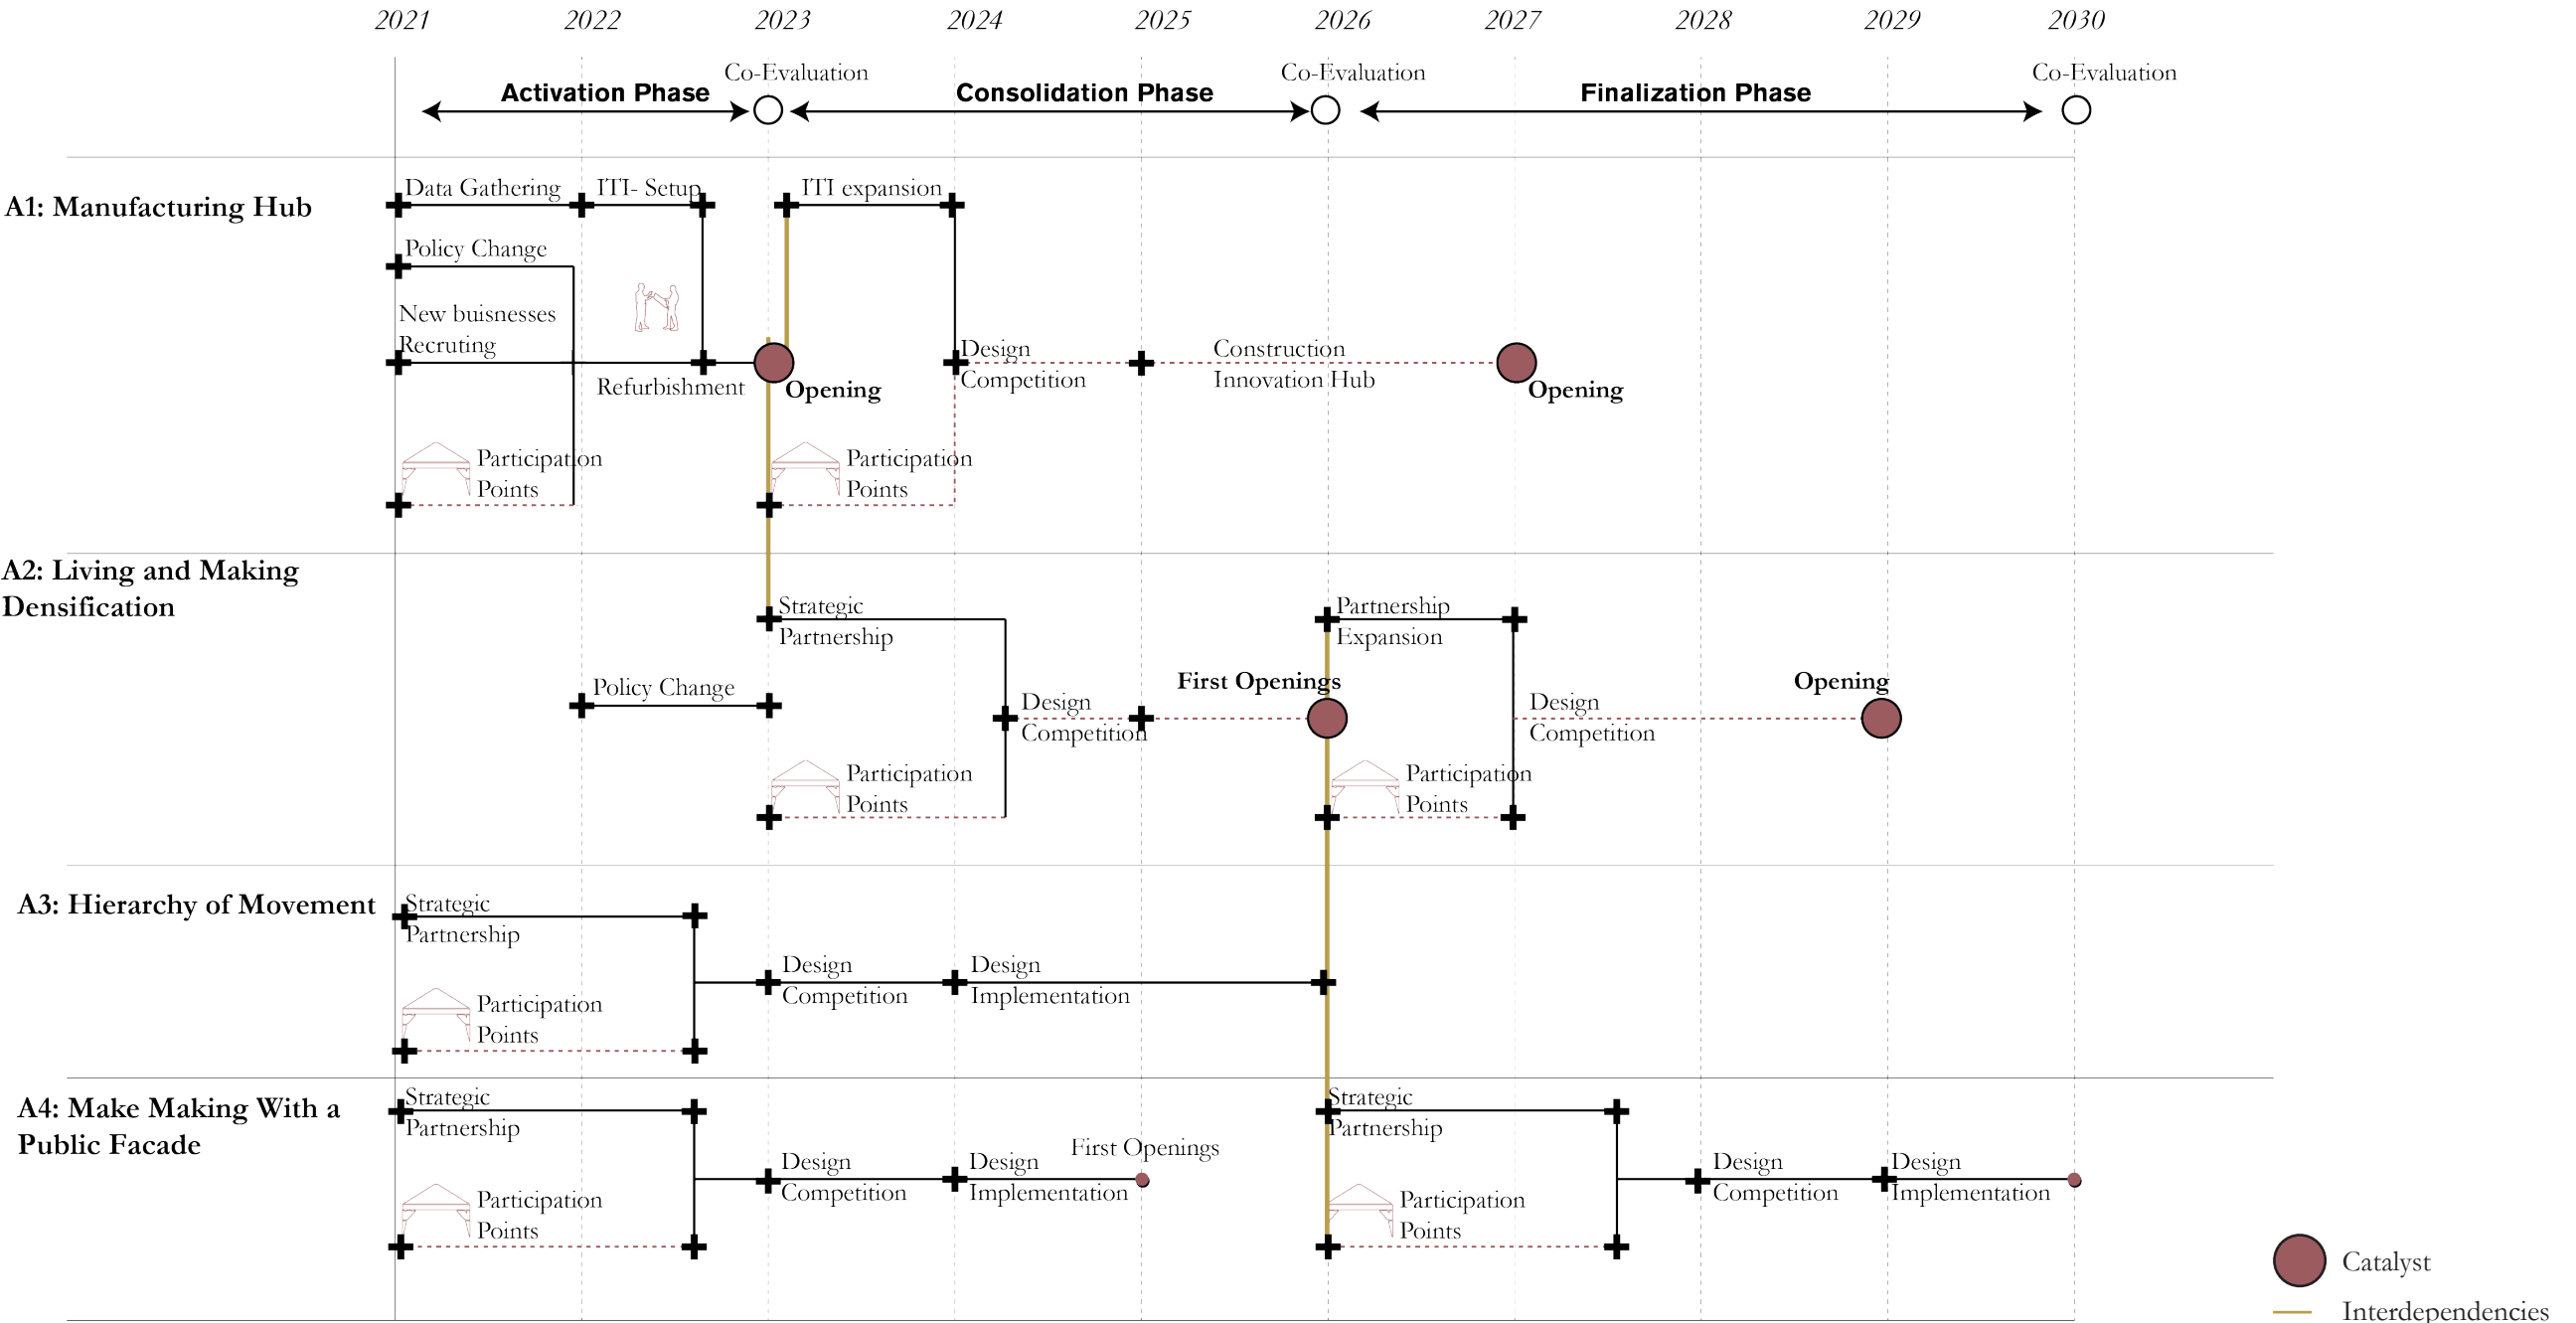 2021 2022 2023 2024 2025 2026 2027 2028 2029 2030
Co-Evaluation Co-Evaluation Co-Evaluation
Activation Phase Consolidation Phase Finalization Phase
A1: Manufacturing Hub
Data Gathering ITI- Setup ITI expansion
Policy Change
New buisnesses
Recruting
Refurbishment
Opening
Design
Competition
Construction
Innovation Hub
Opening
Participation
Points
Participation
Points
A2: Living and Making
Densification
Strategic
Partnership
Policy Change
Design
Competition
First Openings
Partnership
Expansion
Design
Competition
Opening
Participation
Points
Participation
Points
A3: Hierarchy of Movement
Strategic
Partnership
Design
Competition
Design
Implementation
Participation
Points
A4: Make Making With a
Public Facade
Strategic
Partnership
Design
Competition
Design
Implementation
First Openings
Participation
Points
Strategic
Partnership
Participation
Points
Design
Competition
Design
Implementation
Catalyst
Interdependencies